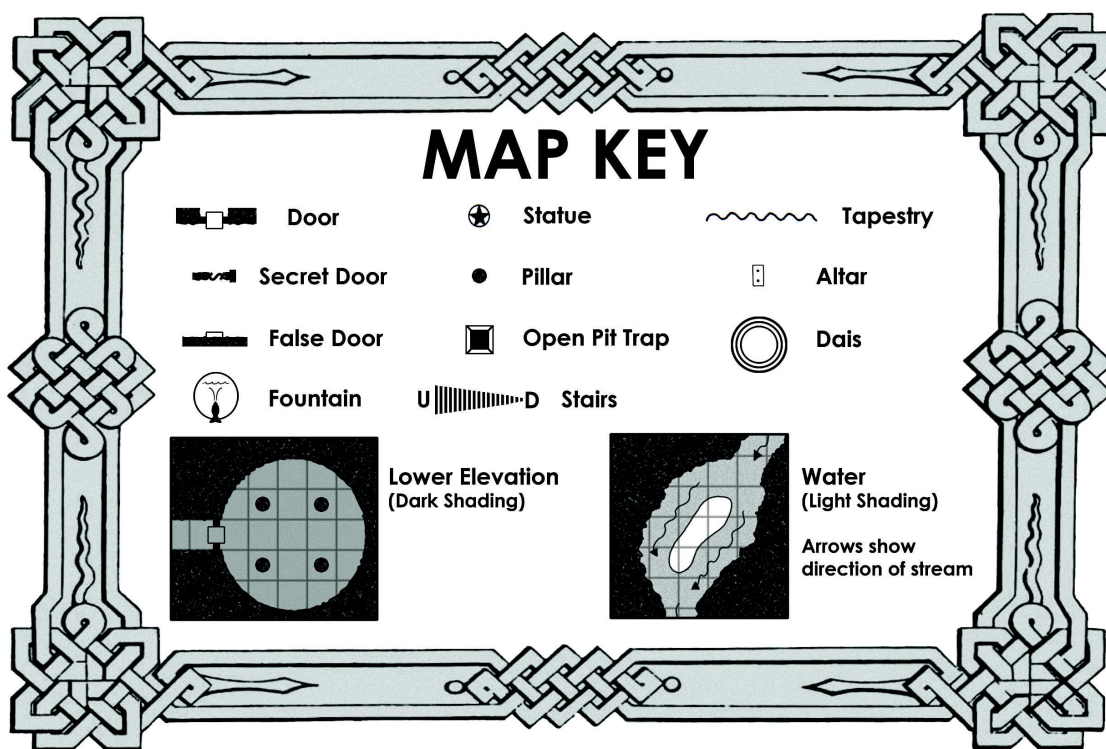 MAP KEY
Door
Statue
Tapestry
Secret Door
Pillar
Altar
False Door
Open Pit Trap
Dais
Fountain
U D Stairs
Lower Elevation
(Dark Shading)
Water
(Light Shading)
Arrows show
direction of stream